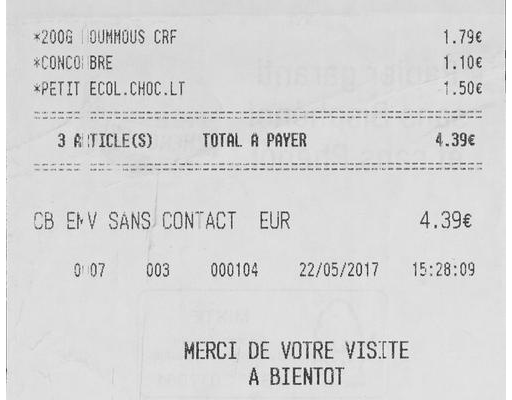 *200G HOUMMOUS CRF 1.79€
*CONCOMBRE 1.10€
*PETIT ECOL.CHOC.LT 1.50€
3 ARTICLE(S) TOTAL A PAYER 4.39€
CB EMV SANS CONTACT EUR 4.39€
0007 003 000104 22/05/2017 15:28:09
MERCI DE VOTRE VISITE
A BIENTOT